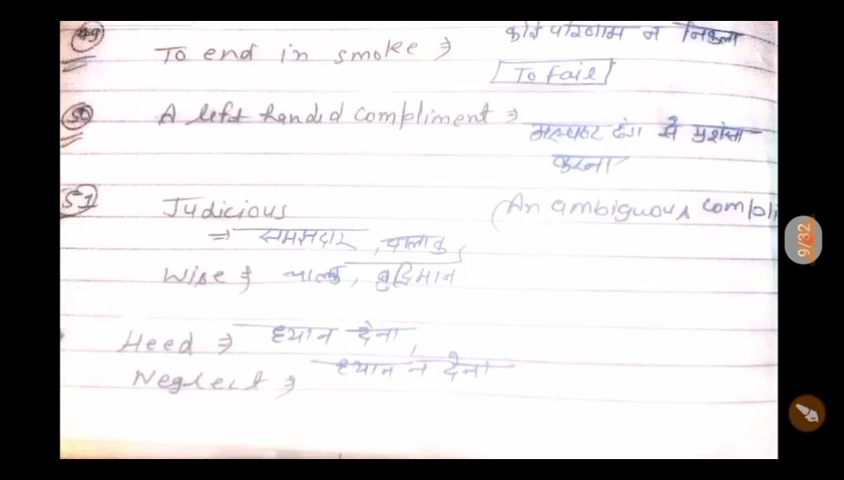 49 To end in smoke ⇒ कोई परिणाम न निकला
To fail
50 A left handed compliment ⇒ अस्पष्ट ढंग से प्रशंसा
करना
51 Judicious (An ambiguous compli
⇒ समझदार, चालाक
Wise ⇒ चालाक, बुद्धिमान
Heed ⇒ ध्यान देना,
Neglect ⇒ ध्यान न देना
9/32